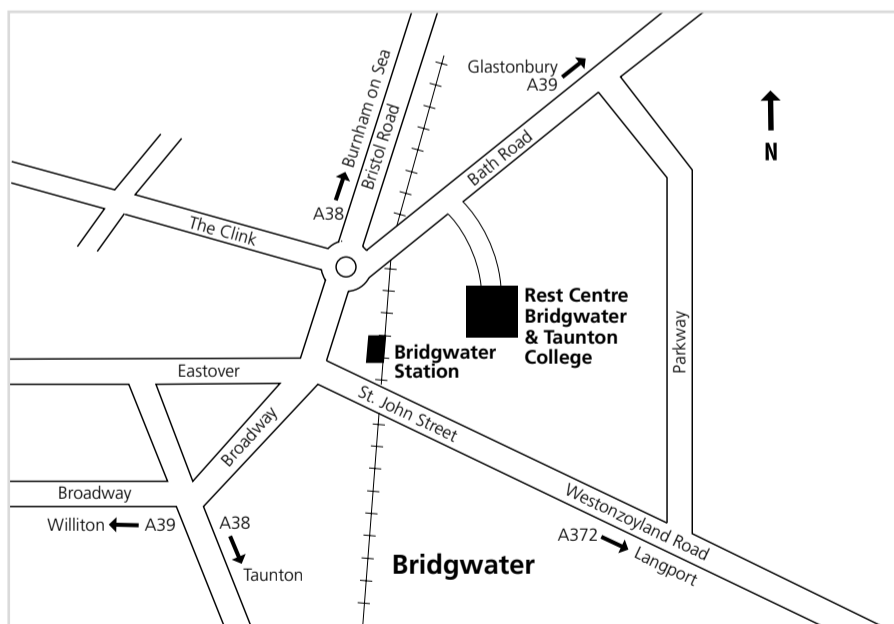 Glastonbury
A39
Burnham on Sea
Bristol Road
A38
Bath Road
N
The Clink
Rest Centre
Bridgwater
& Taunton
College
Bridgwater
Station
Parkway
Eastover
St. John Street
Broadway
Broadway
Williton
A39
A38
Taunton
Westonzoyland Road
A372
Langport
Bridgwater